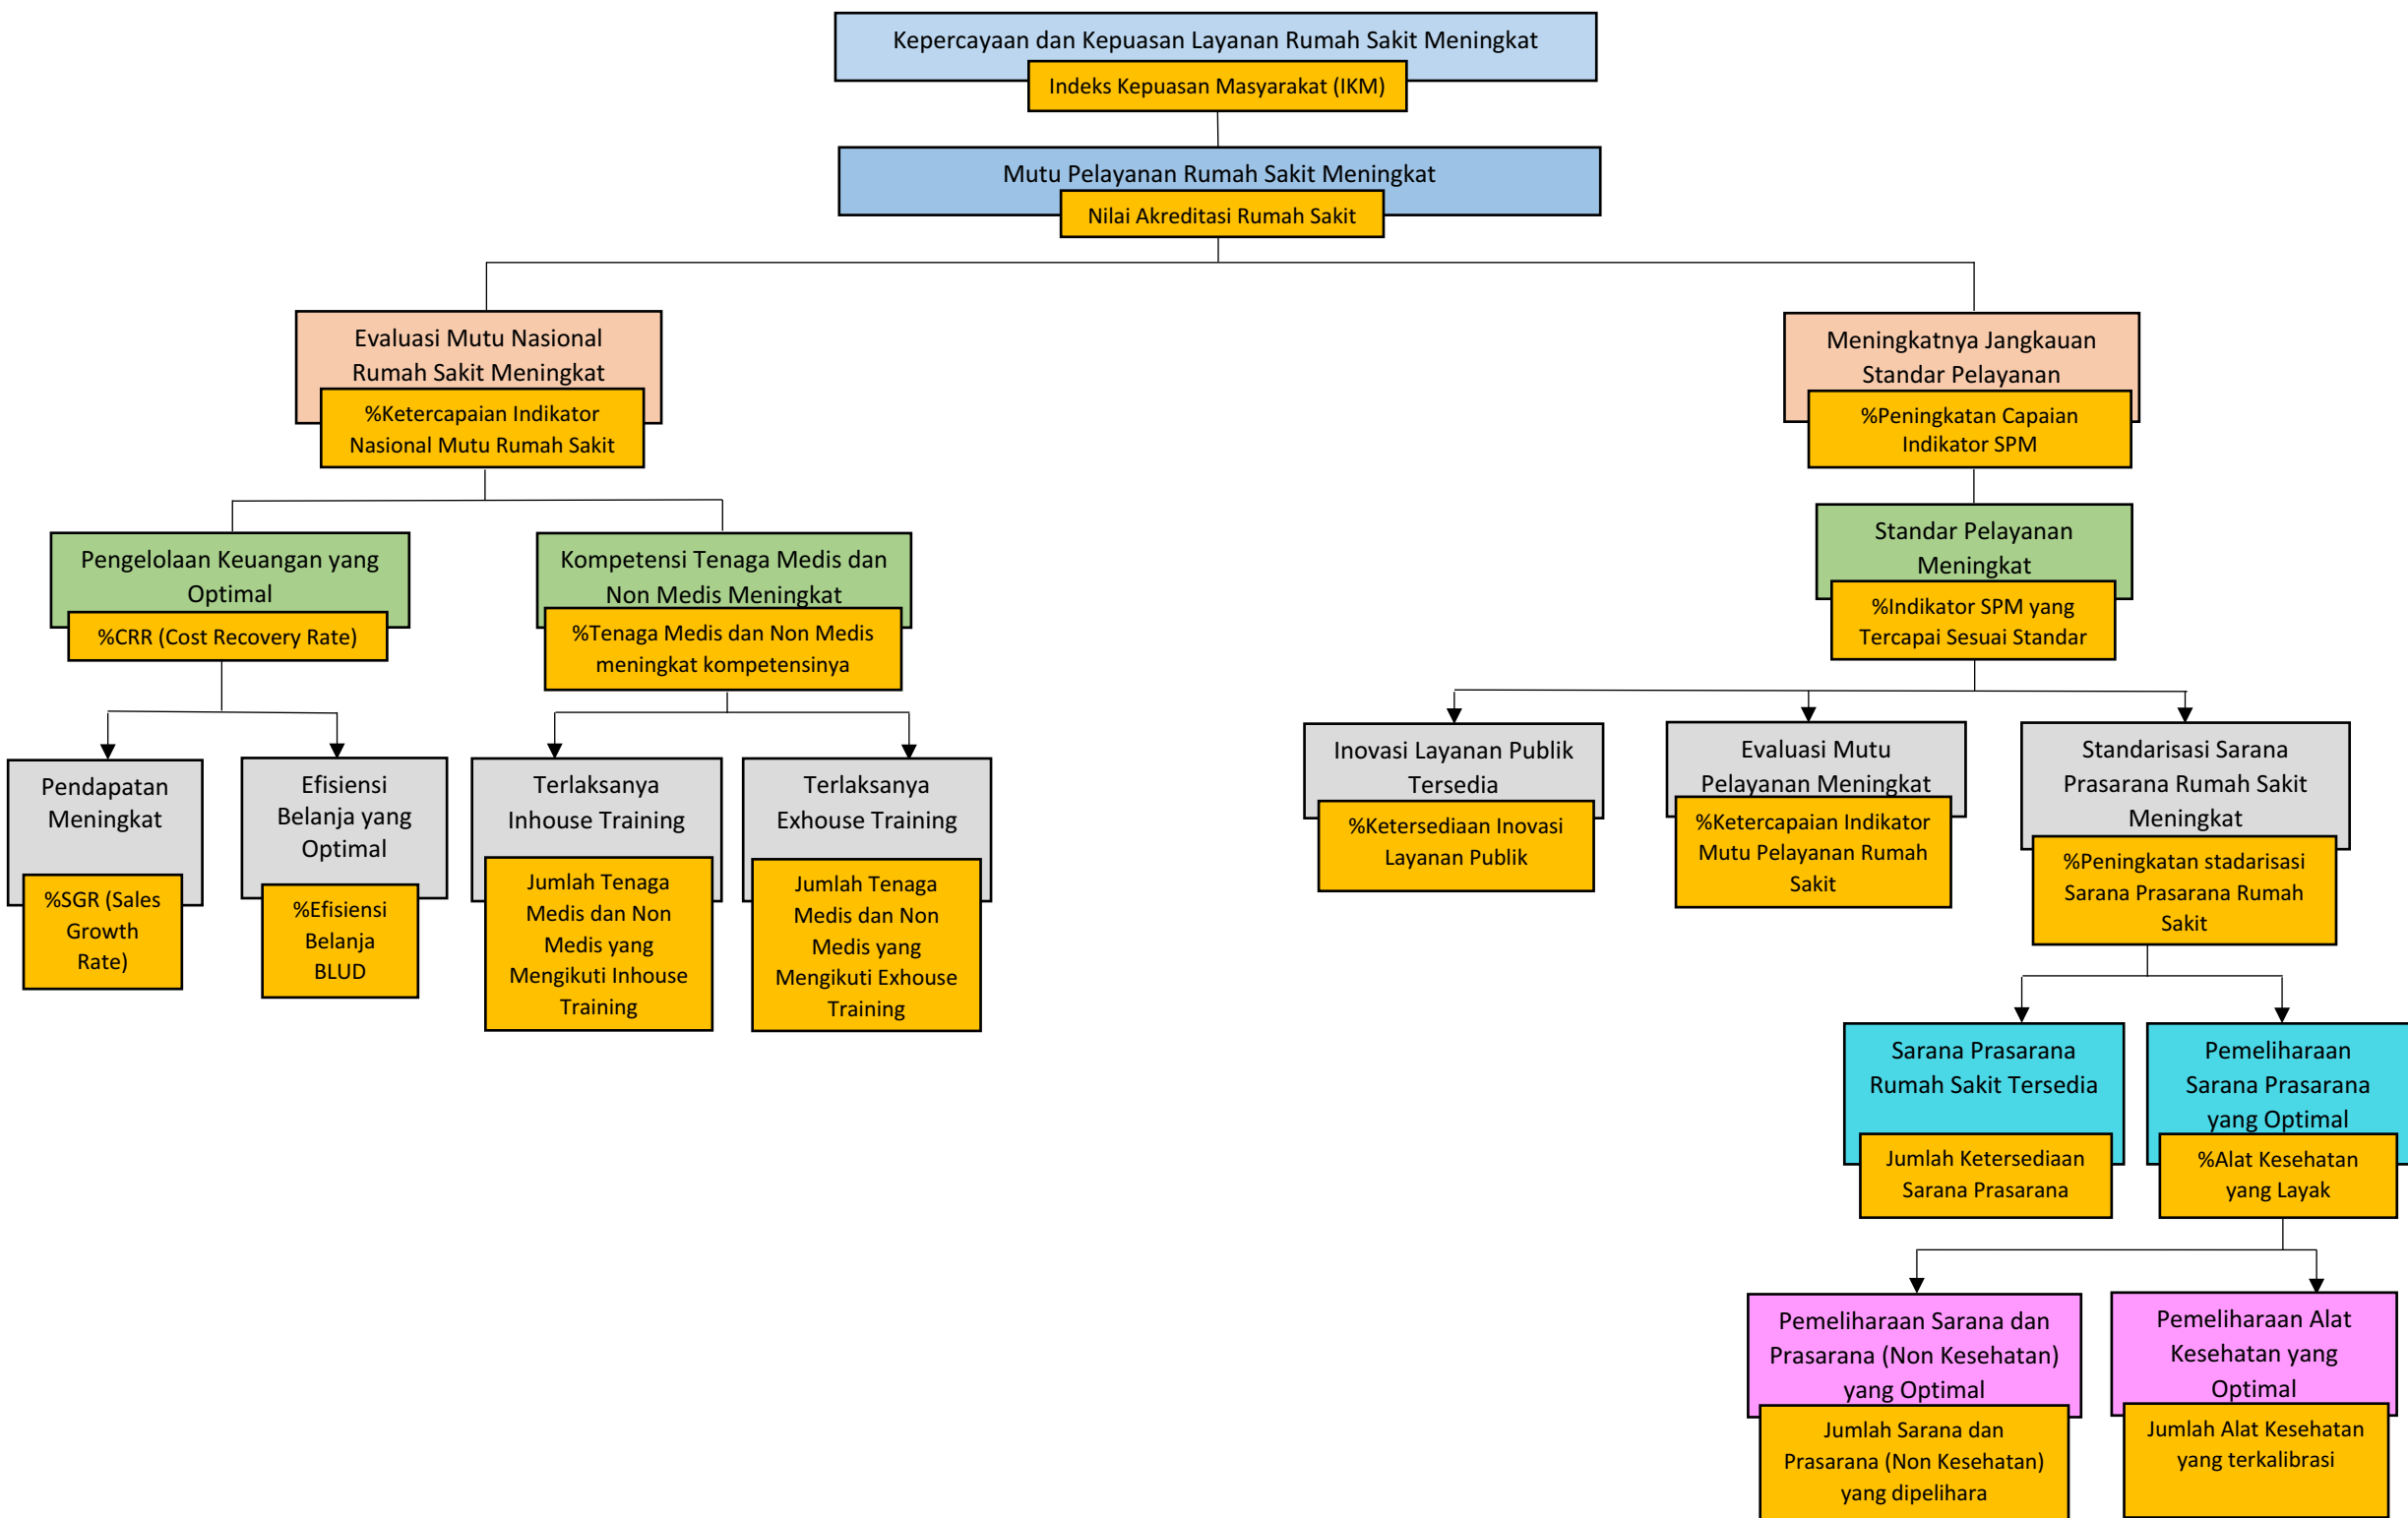 Kepercayaan dan Kepuasan Layanan Rumah Sakit Meningkat
Indeks Kepuasan Masyarakat (IKM)
Mutu Pelayanan Rumah Sakit Meningkat
Nilai Akreditasi Rumah Sakit
Evaluasi Mutu Nasional
Rumah Sakit Meningkat
%Ketercapaian Indikator
Nasional Mutu Rumah Sakit
Meningkatnya Jangkauan
Standar Pelayanan
%Peningkatan Capaian
Indikator SPM
Pengelolaan Keuangan yang
Optimal
%CRR (Cost Recovery Rate)
Kompetensi Tenaga Medis dan
Non Medis Meningkat
%Tenaga Medis dan Non Medis
meningkat kompetensinya
Standar Pelayanan
Meningkat
%Indikator SPM yang
Tercapai Sesuai Standar
Pendapatan
Meningkat
%SGR (Sales
Growth
Rate)
Efisiensi
Belanja yang
Optimal
%Efisiensi
Belanja
BLUD
Terlaksanya
Inhouse Training
Jumlah Tenaga
Medis dan Non
Medis yang
Mengikuti Inhouse
Training
Terlaksanya
Exhouse Training
Jumlah Tenaga
Medis dan Non
Medis yang
Mengikuti Exhouse
Training
Inovasi Layanan Publik
Tersedia
%Ketersediaan Inovasi
Layanan Publik
Evaluasi Mutu
Pelayanan Meningkat
%Ketercapaian Indikator
Mutu Pelayanan Rumah
Sakit
Standarisasi Sarana
Prasarana Rumah Sakit
Meningkat
%Peningkatan stadarisasi
Sarana Prasarana Rumah
Sakit
Sarana Prasarana
Rumah Sakit Tersedia
Jumlah Ketersediaan
Sarana Prasarana
Pemeliharaan
Sarana Prasarana
yang Optimal
%Alat Kesehatan
yang Layak
Pemeliharaan Sarana dan
Prasarana (Non Kesehatan)
yang Optimal
Jumlah Sarana dan
Prasarana (Non Kesehatan)
yang dipelihara
Pemeliharaan Alat
Kesehatan yang
Optimal
Jumlah Alat Kesehatan
yang terkalibrasi